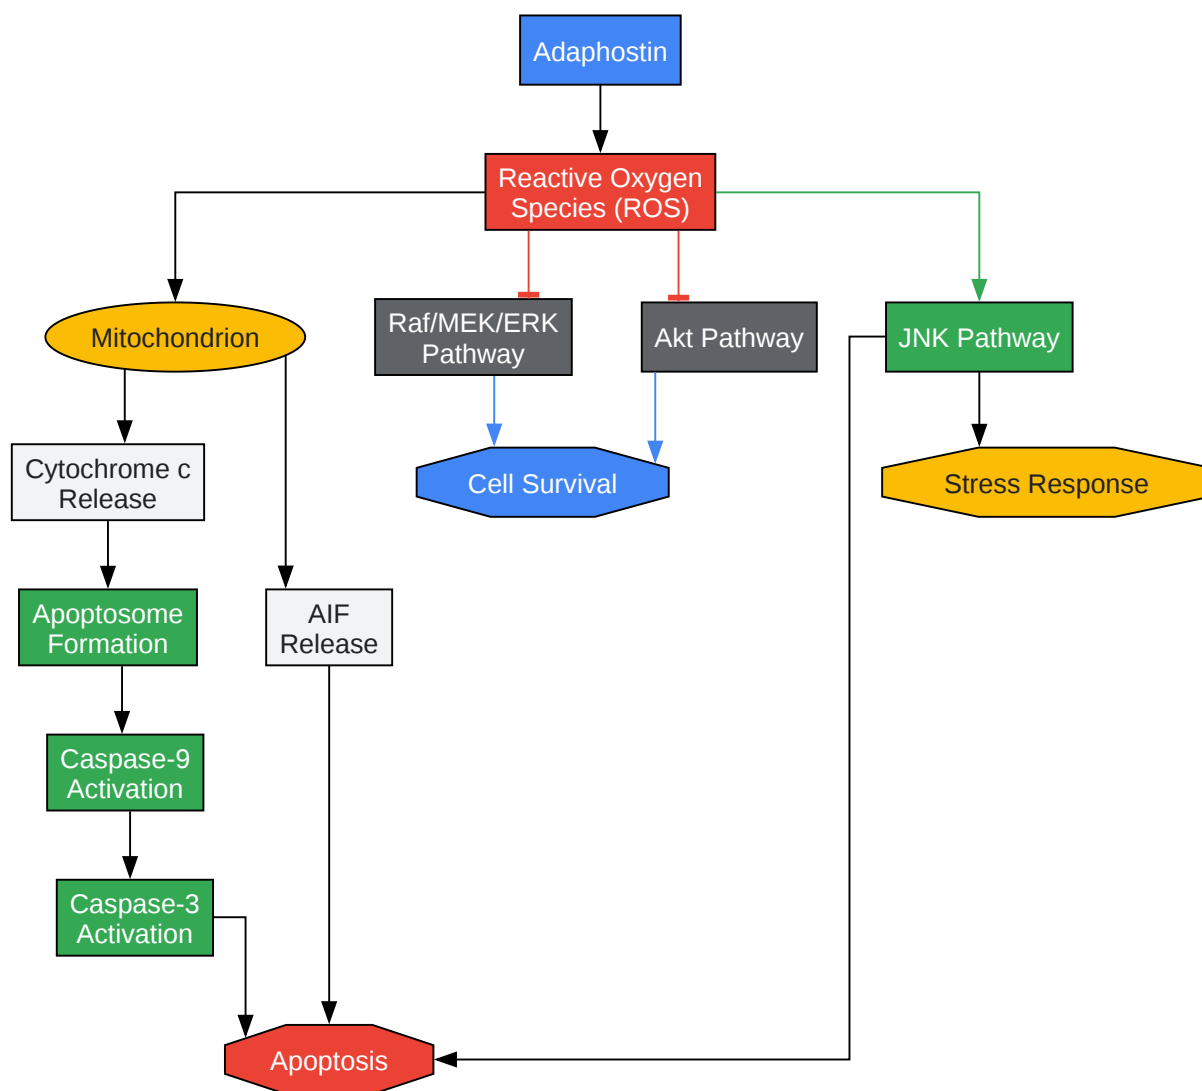 Adaphostin
Reactive Oxygen
Species (ROS)
Mitochondrion
Raf/MEK/ERK
Pathway
Akt Pathway
JNK Pathway
Cytochrome c
Release
Cell Survival
Stress Response
Apoptosome
Formation
AIF
Release
Caspase-9
Activation
Caspase-3
Activation
Apoptosis